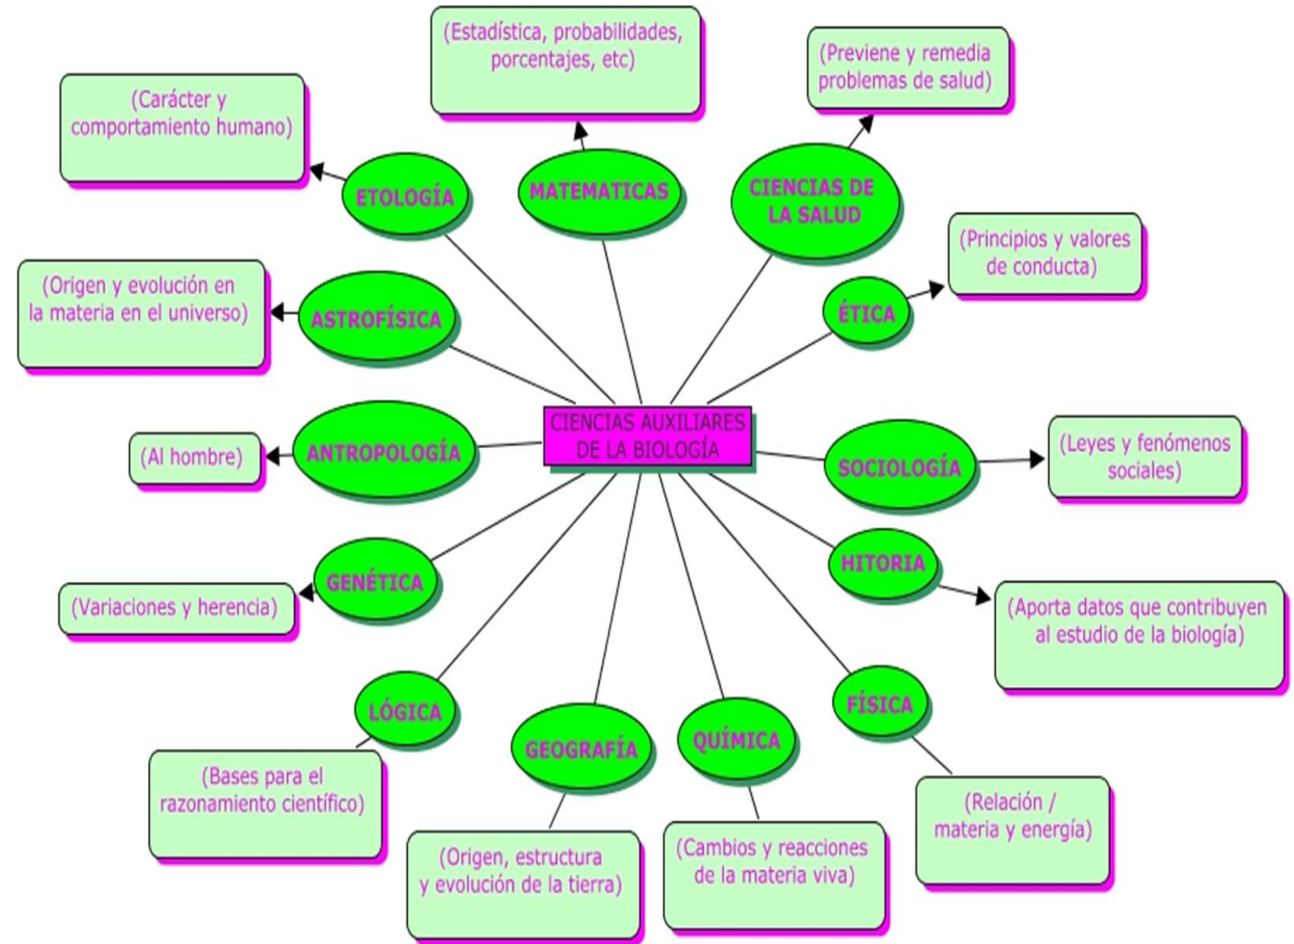 (Estadística, probabilidades,
porcentajes, etc)
(Previene y remedia
problemas de salud)
(Carácter y
comportamiento humano)
ETOLOGÍA
MATEMATICAS
CIENCIAS DE
LA SALUD
(Principios y valores
de conducta)
(Origen y evolución en
la materia en el universo)
ASTROFÍSICA
ÉTICA
CIENCIAS AUXILIARES
DE LA BIOLOGÍA
(Al hombre)
ANTROPOLOGÍA
SOCIOLOGÍA
(Leyes y fenómenos
sociales)
GENÉTICA
(Variaciones y herencia)
HITORIA
(Aporta datos que contribuyen
al estudio de la biología)
LÓGICA
(Bases para el
razonamiento científico)
GEOGRAFÍA
(Origen, estructura
y evolución de la tierra)
QUÍMICA
(Cambios y reacciones
de la materia viva)
FÍSICA
(Relación /
materia y energía)